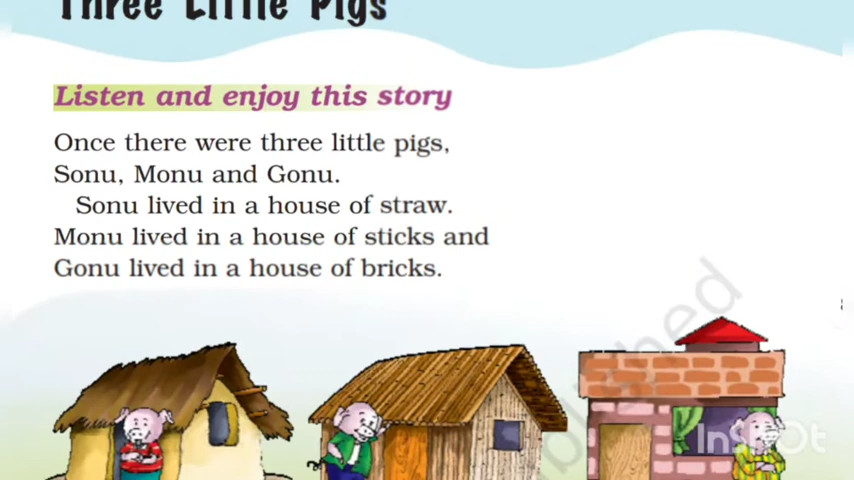 Three Little Pigs
Listen and enjoy this story
Once there were three little pigs,
Sonu, Monu and Gonu.
Sonu lived in a house of straw.
Monu lived in a house of sticks and
Gonu lived in a house of bricks.
InShOt